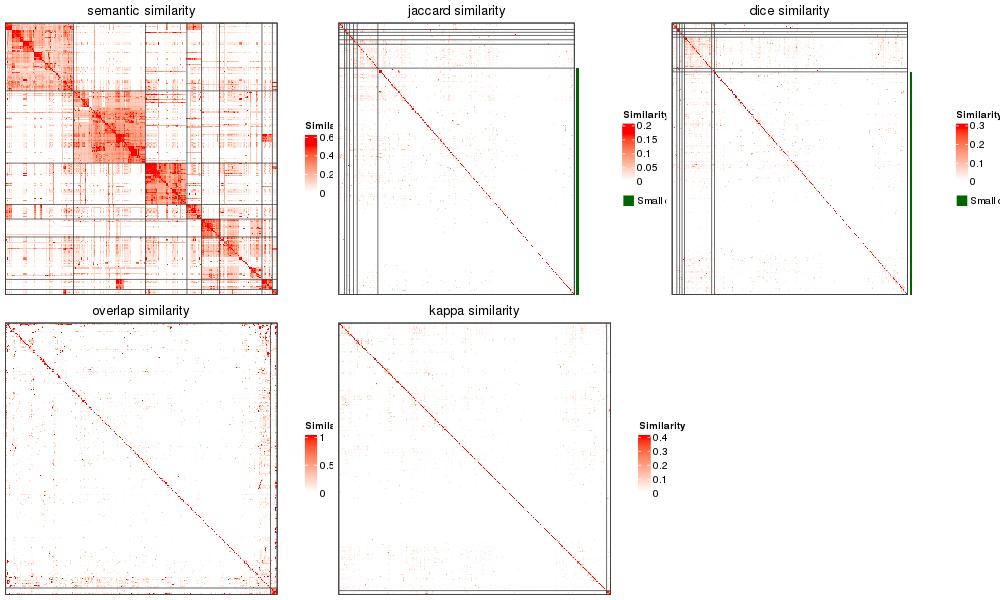 semantic similarity
Simila
0.6
0.4
0.2
0
jaccard similarity
Similarity
0.2
0.15
0.1
0.05
0
Small
dice similarity
Similarity
0.3
0.2
0.1
0
Small
overlap similarity
Simila
1
0.5
0
kappa similarity
Similarity
0.4
0.3
0.2
0.1
0